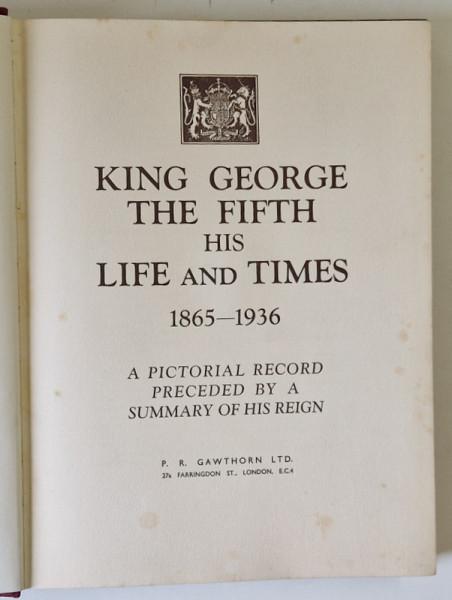 KING GEORGE
THE FIFTH
HIS
LIFE AND TIMES
1865—1936
A PICTORIAL RECORD
PRECEDED BY A
SUMMARY OF HIS REIGN
P. R. GAWTHORN LTD.
27a FARRINGDON ST., LONDON, E.C.4